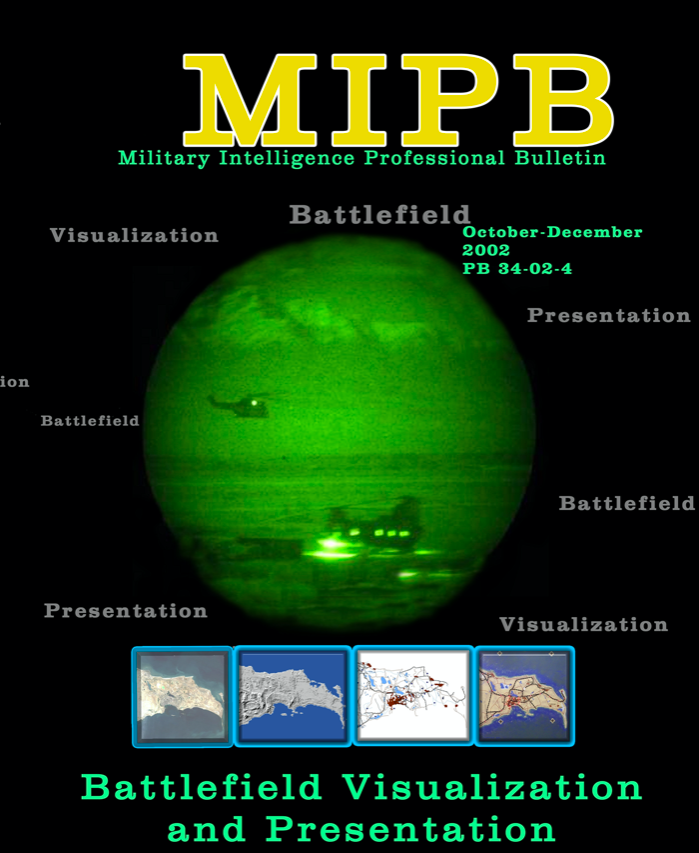 MIPB
Military Intelligence Professional Bulletin
Battlefield
Visualization
October-December
2002
PB 34-02-4
Presentation
ion
Battlefield
Battlefield
Presentation
Visualization
Battlefield Visualization
and Presentation